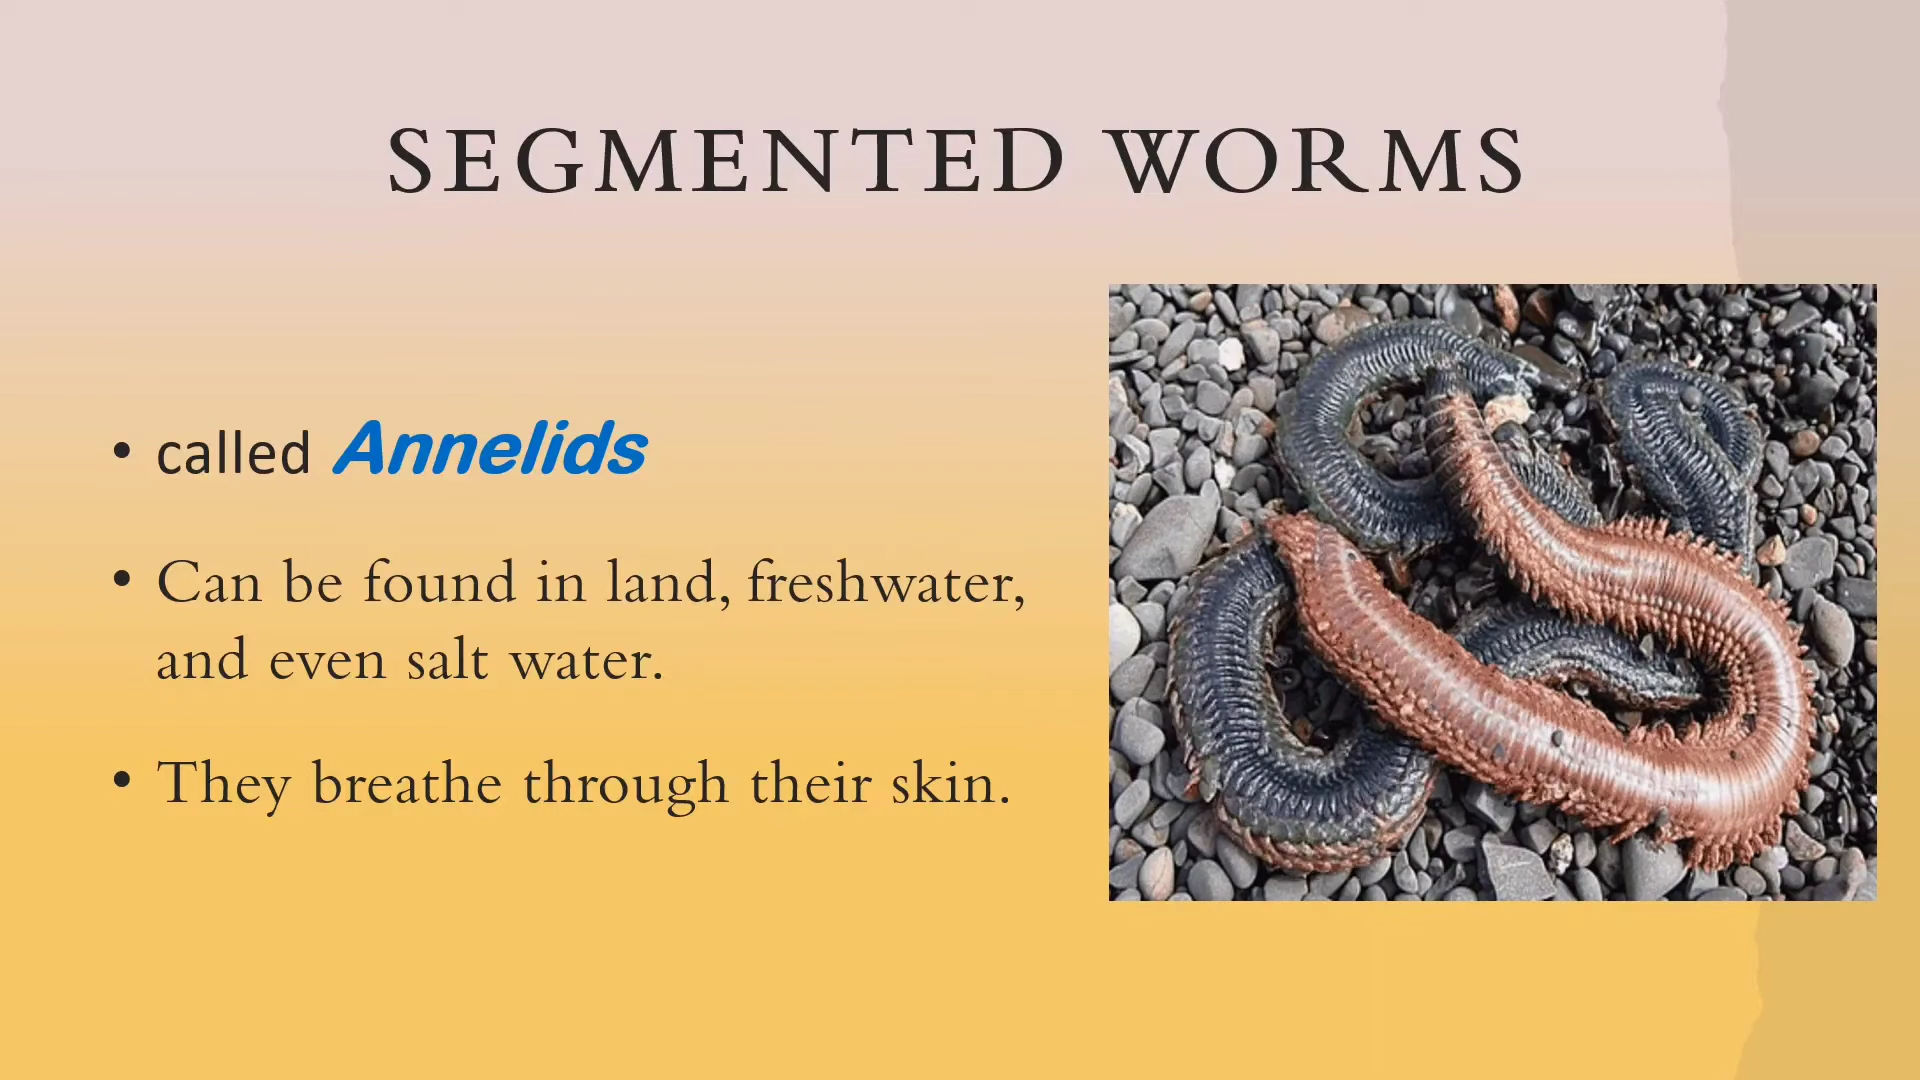 SEGMENTED WORMS
• called Annelids
• Can be found in land, freshwater,
and even salt water.
• They breathe through their skin.